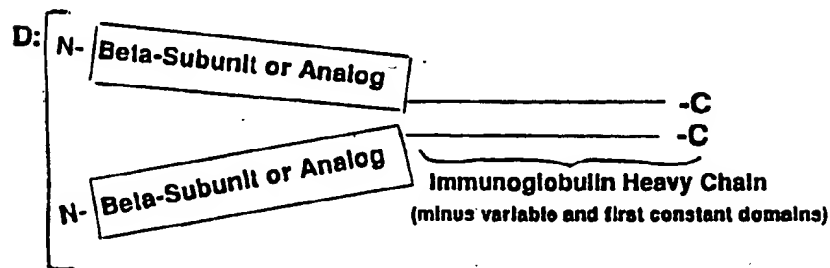 D:
N- Beta-Subunit or Analog
-C
-C
N- Beta-Subunit or Analog
Immunoglobulin Heavy Chain
(minus variable and first constant domains)